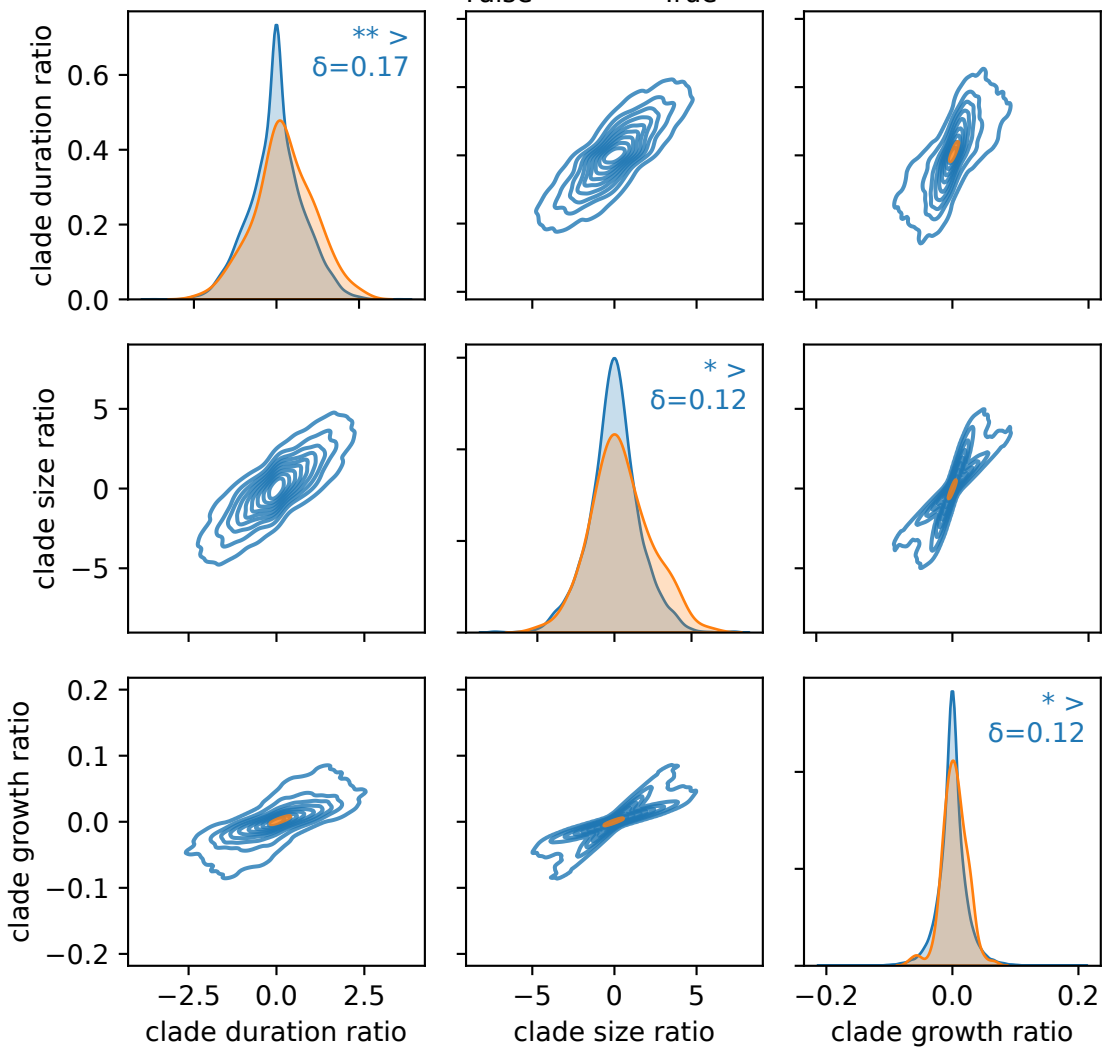 False True
clade duration ratio
0.6
0.4
0.2
0.0
** >
δ=0.17
clade size ratio
5
0
−5
* >
δ=0.12
clade growth ratio
0.2
0.1
0.0
−0.1
−0.2
* >
δ=0.12
−2.5 0.0 2.5
−5 0 5
−0.2 0.0 0.2
clade duration ratio
clade size ratio
clade growth ratio